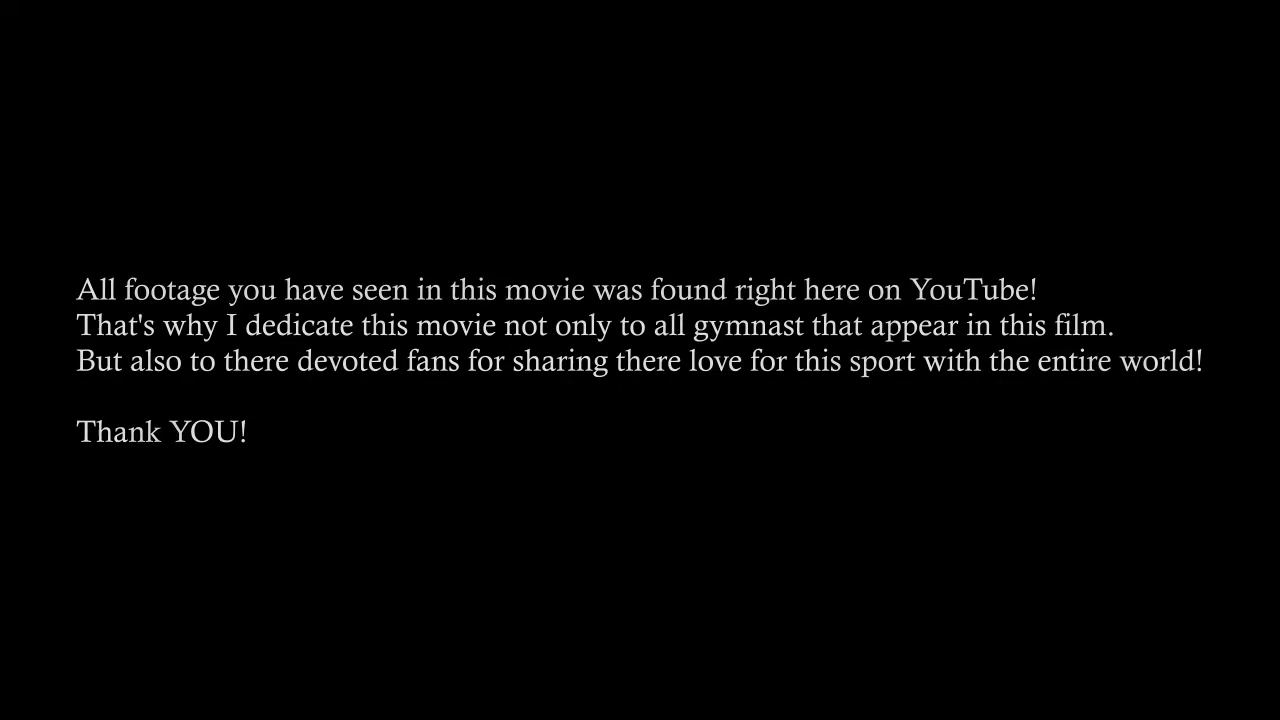 All footage you have seen in this movie was found right here on YouTube!
That's why I dedicate this movie not only to all gymnast that appear in this film.
But also to there devoted fans for sharing there love for this sport with the entire world!
Thank YOU!